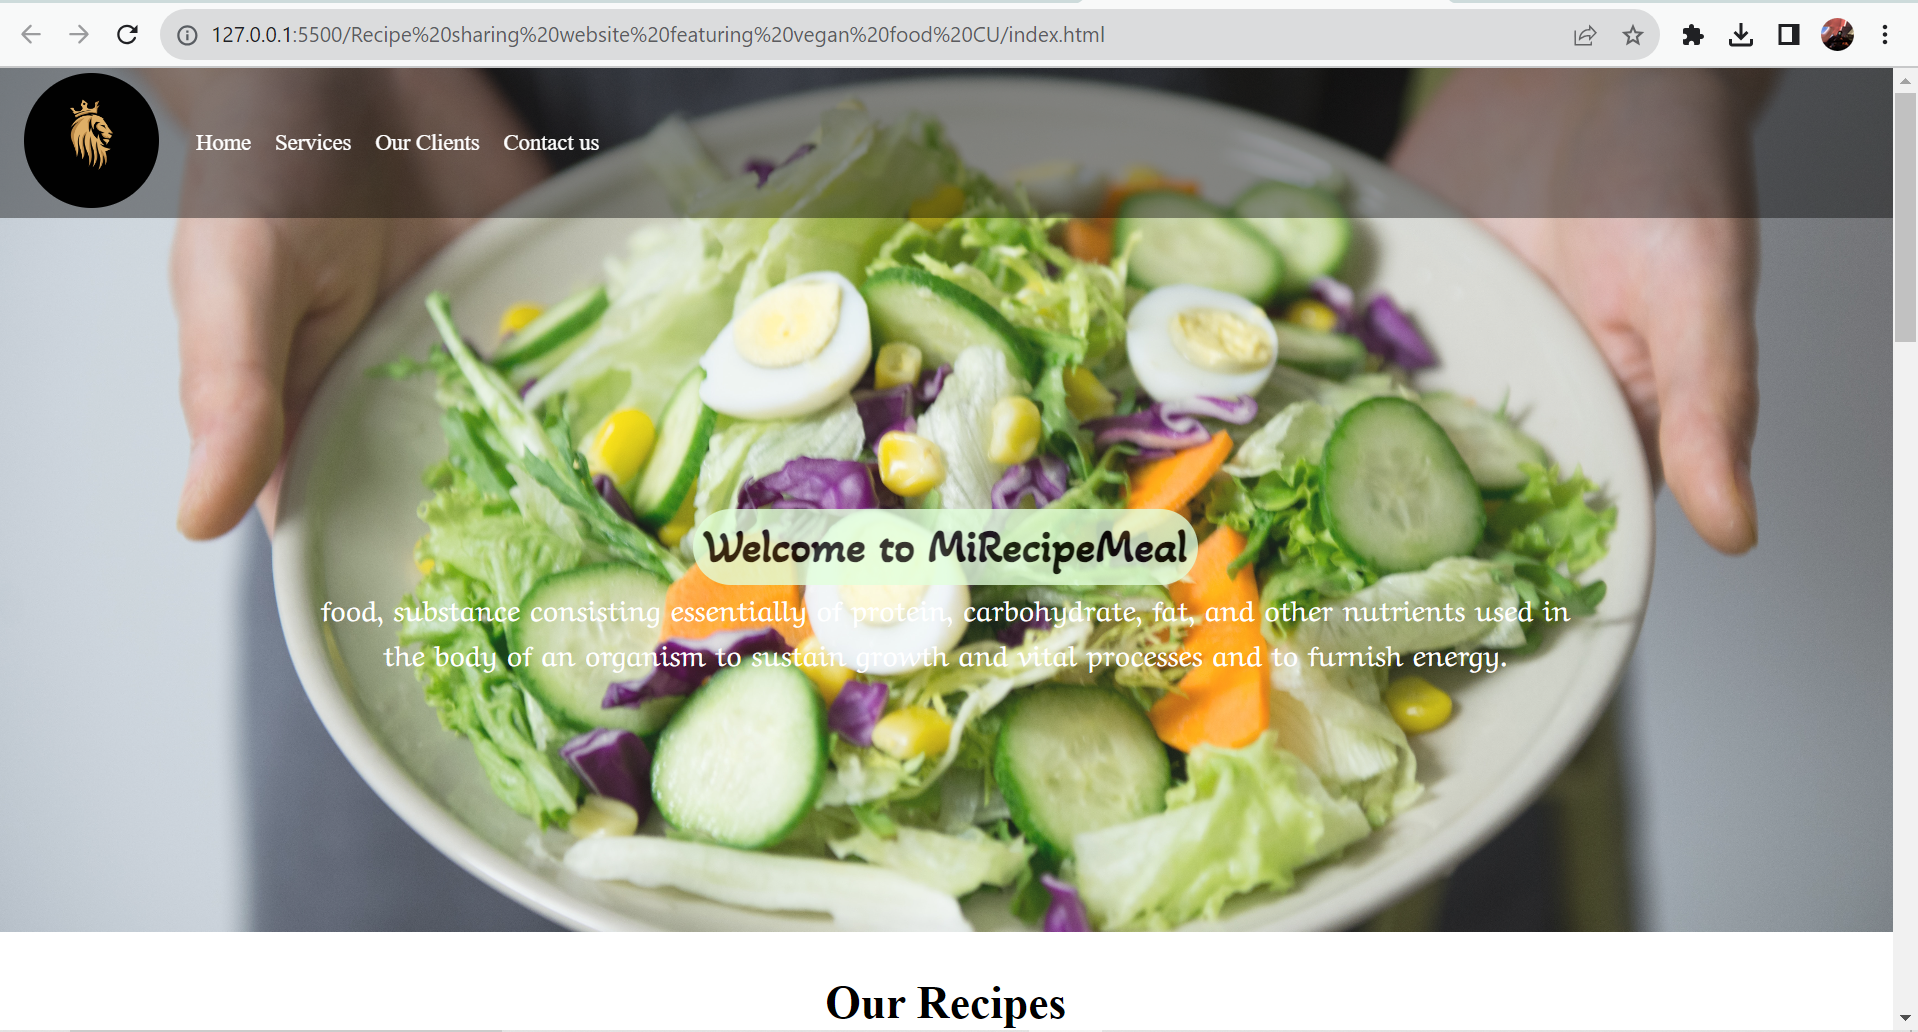 127.0.0.1:5500/Recipe%20sharing%20website%20featuring%20vegan%20food%20CU/index.html
Home Services Our Clients Contact us
Welcome to MiRecipeMeal
food, substance consisting essentially of protein, carbohydrate, fat, and other nutrients used in
the body of an organism to sustain growth and vital processes and to furnish energy.
Our Recipes